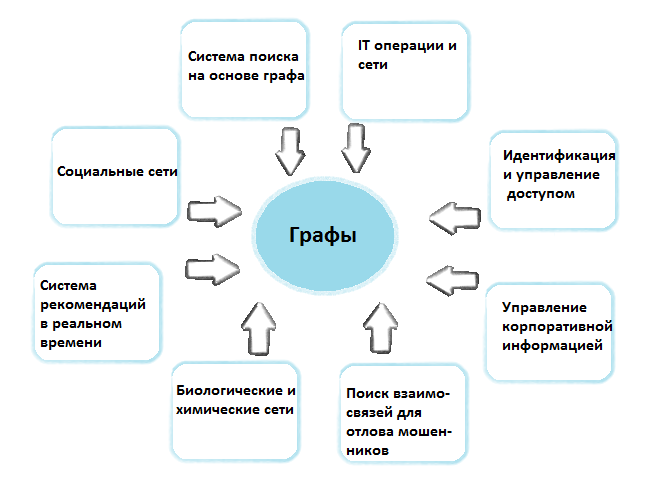 Система поиска
на основе графа
IT операции и
сети
Социальные сети
Идентификация
и управление
доступом
Графы
Система
рекомендаций
в реальном
времени
Управление
корпоративной
информацией
Биологические и
химические сети
Поиск взаимо-
связей для
отлова мошен-
ников